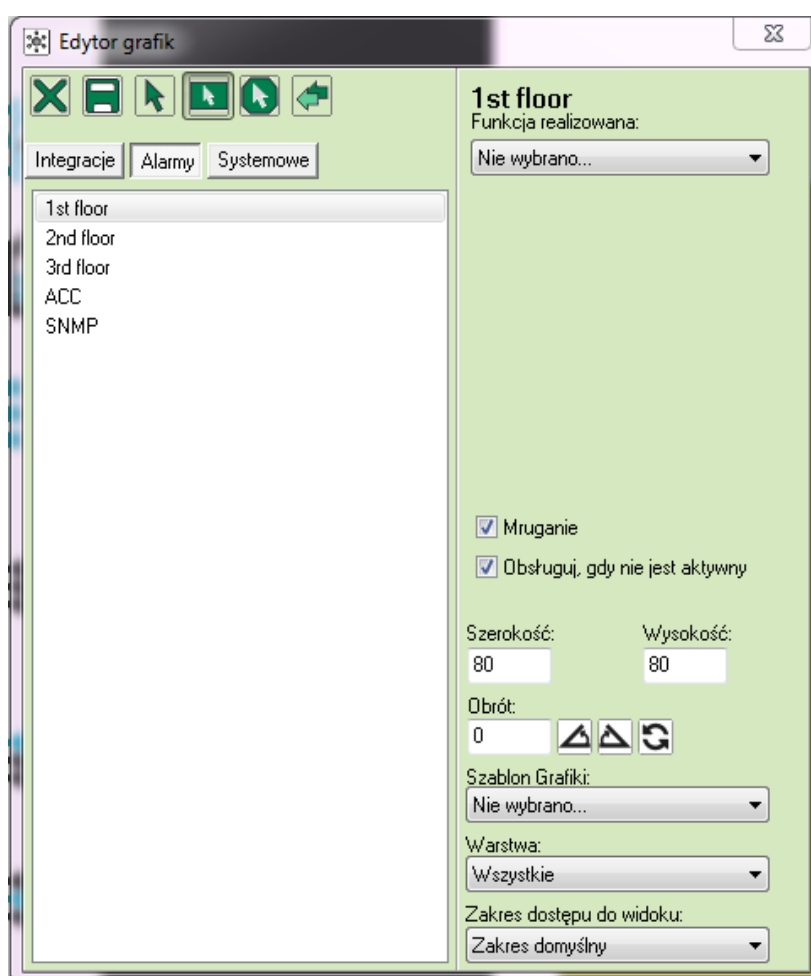 Edytor grafik
Integracje Alarmy Systemowe
1st floor
2nd floor
3rd floor
ACC
SNMP
1st floor
Funkcja realizowana:
Nie wybrano...
Mruganie
Obsługuj, gdy nie jest aktywny
Szerokość: Wysokość:
80 80
Obrót:
0
Szablon Grafiki:
Nie wybrano...
Warstwa:
Wszystkie
Zakres dostępu do widoku:
Zakres domyślny